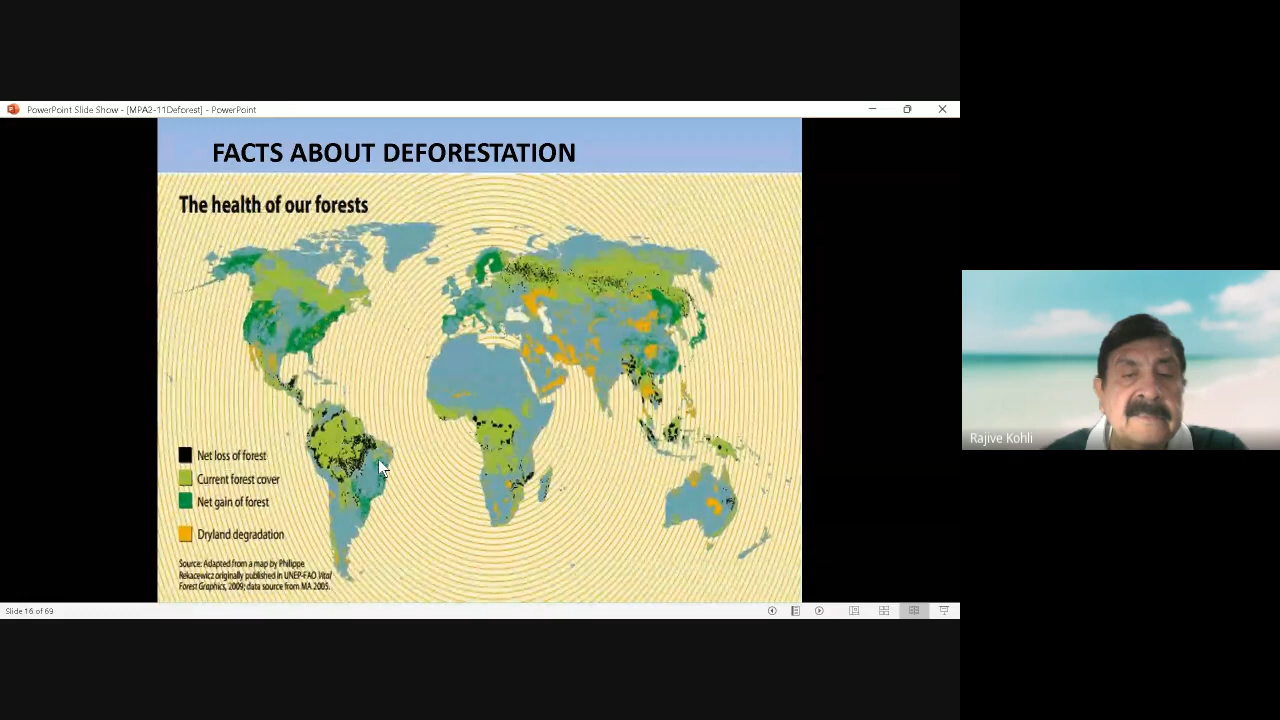 PowerPoint Slide Show - [MPA2-11Deforest] - PowerPoint
FACTS ABOUT DEFORESTATION
The health of our forests
Net loss of forest
Current forest cover
Net gain of forest
Dryland degradation
Source: Adapted from a map by Philippe
Rekacewicz originally published in UNEP-FAO Vital
Forest Graphics, 2009; data source from MA 2005.
Slide 16 of 69
Rajive Kohli